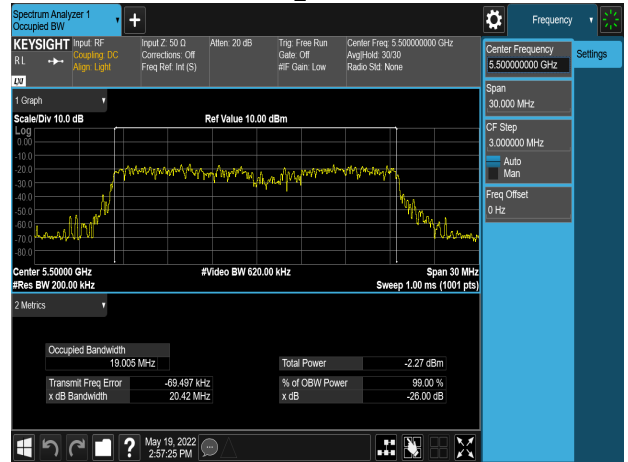 Spectrum Analyzer 1
Occupied BW
Frequency
KEYSIGHT
RL
LXI
Input: RF
Coupling: DC
Align: Light
Input Z: 50 Ω
Corrections: Off
Freq Ref: Int (S)
Atten: 20 dB
Trig: Free Run
Gate: Off
#IF Gain: Low
Center Freq: 5.500000000 GHz
Avg|Hold: 30/30
Radio Std: None
Center Frequency
5.500000000 GHz
Settings
Span
30.000 MHz
CF Step
3.000000 MHz
Auto
Man
Freq Offset
0 Hz
1 Graph
Scale/Div 10.0 dB
Ref Value 10.00 dBm
Log
0.00
-10.0
-20.0
-30.0
-40.0
-50.0
-60.0
-70.0
-80.0
Center 5.50000 GHz
#Video BW 620.00 kHz
Span 30 MHz
#Res BW 200.00 kHz
Sweep 1.00 ms (1001 pts)
2 Metrics
Occupied Bandwidth
19.005 MHz
Total Power -2.27 dBm
Transmit Freq Error -69.497 kHz
% of OBW Power 99.00 %
x dB Bandwidth 20.42 MHz
x dB -26.00 dB
?
May 19, 2022
2:57:25 PM